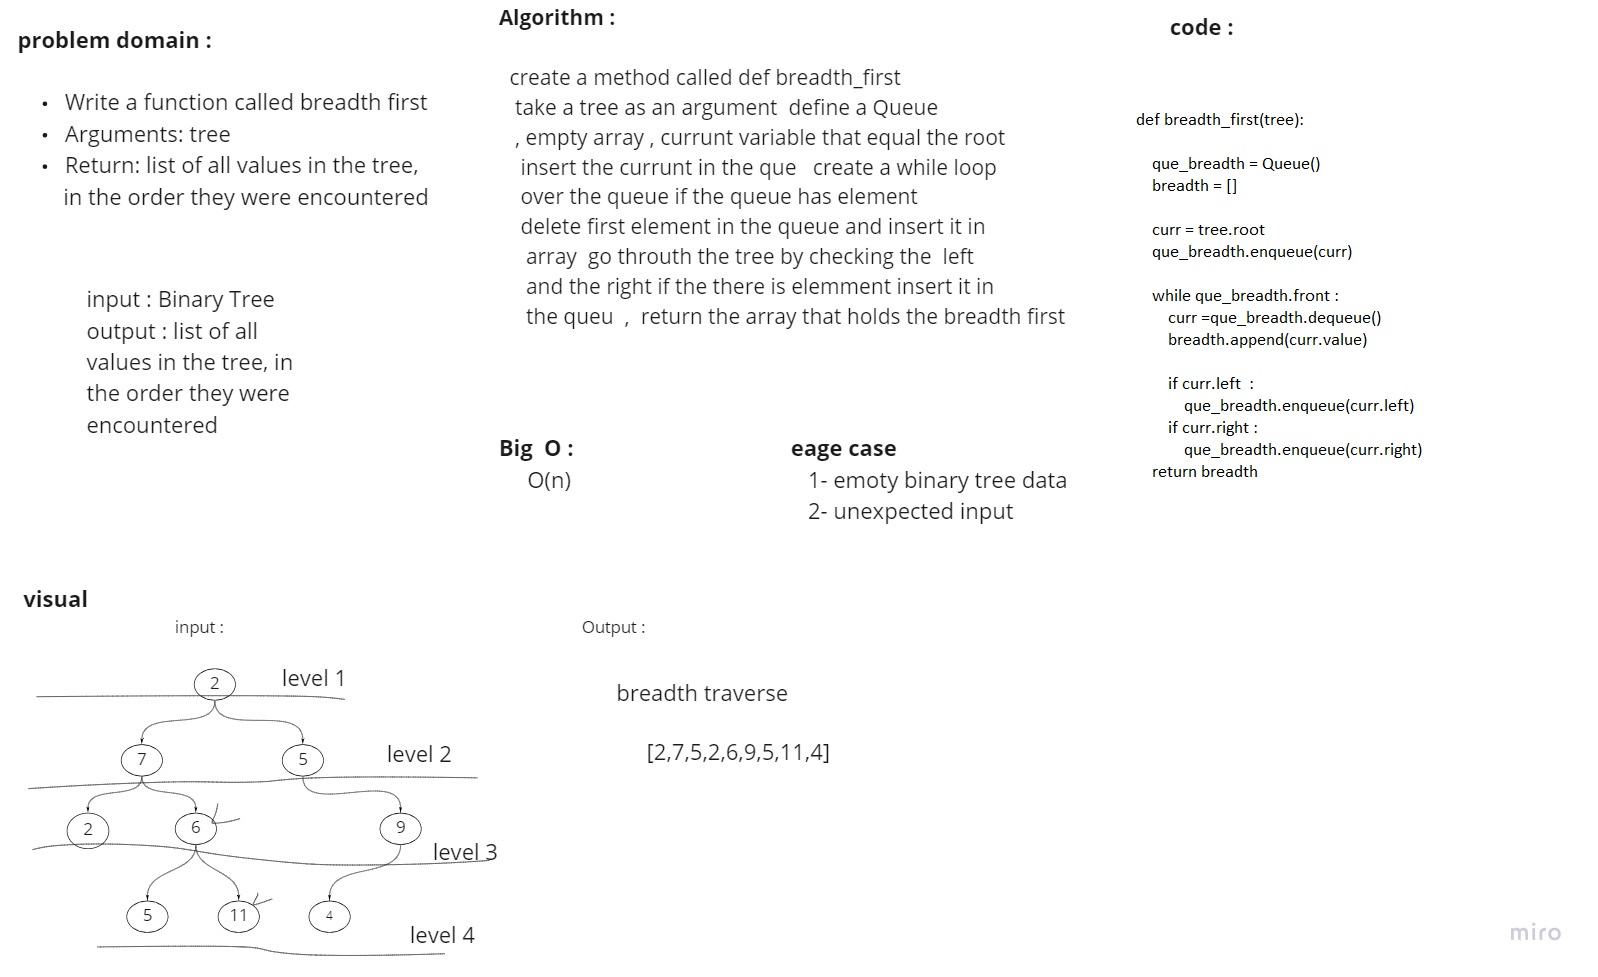 problem domain :
• Write a function called breadth first
• Arguments: tree
• Return: list of all values in the tree,
in the order they were encountered
input : Binary Tree
output : list of all
values in the tree, in
the order they were
encountered
Algorithm :
create a method called def breadth_first
take a tree as an argument  define a Queue
, empty array , currunt variable that equal the root
insert the currunt in the que   create a while loop
over the queue if the queue has element
delete first element in the queue and insert it in
array  go throuth the tree by checking the  left
and the right if the there is elemment insert it in
the queu  ,  return the array that holds the breadth first
Big  O :
O(n)
eage case
1- emoty binary tree data
2- unexpected input
code :
def breadth_first(tree):
que_breadth = Queue()
breadth = []
curr = tree.root
que_breadth.enqueue(curr)
while que_breadth.front :
curr =que_breadth.dequeue()
breadth.append(curr.value)
if curr.left  :
que_breadth.enqueue(curr.left)
if curr.right :
que_breadth.enqueue(curr.right)
return breadth
visual
input :
2
level 1
7
5
level 2
2
6
9
level 3
5
11
4
level 4
Output :
breadth traverse
[2,7,5,2,6,9,5,11,4]
miro